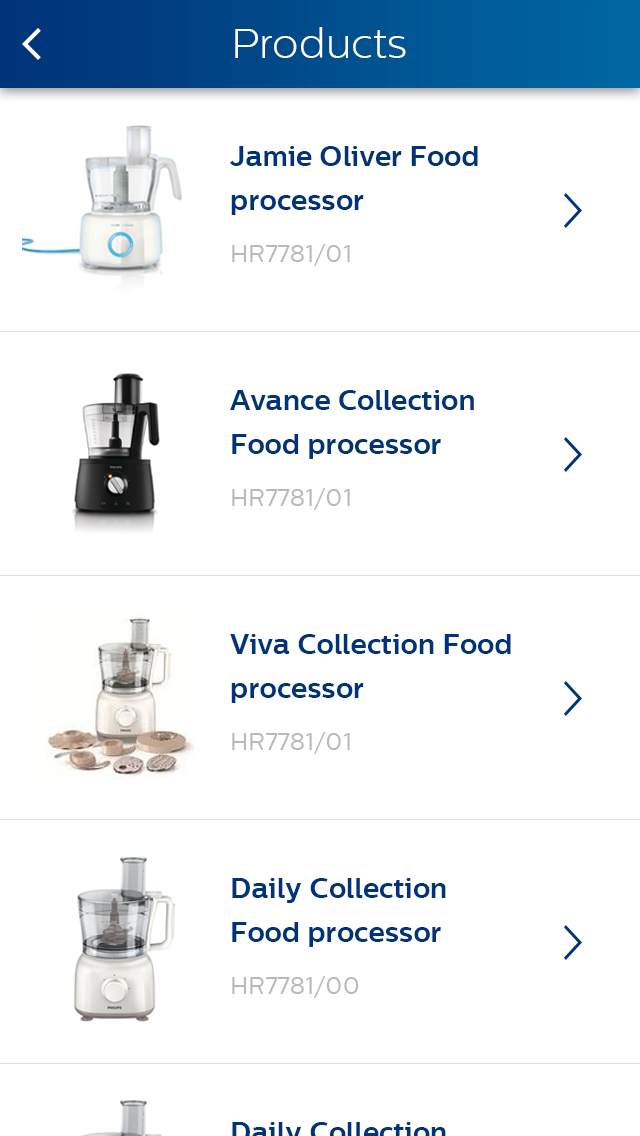 Products
Jamie Oliver Food
processor
HR7781/01
Avance Collection
Food processor
HR7781/01
Viva Collection Food
processor
HR7781/01
Daily Collection
Food processor
HR7781/00
Daily Collection